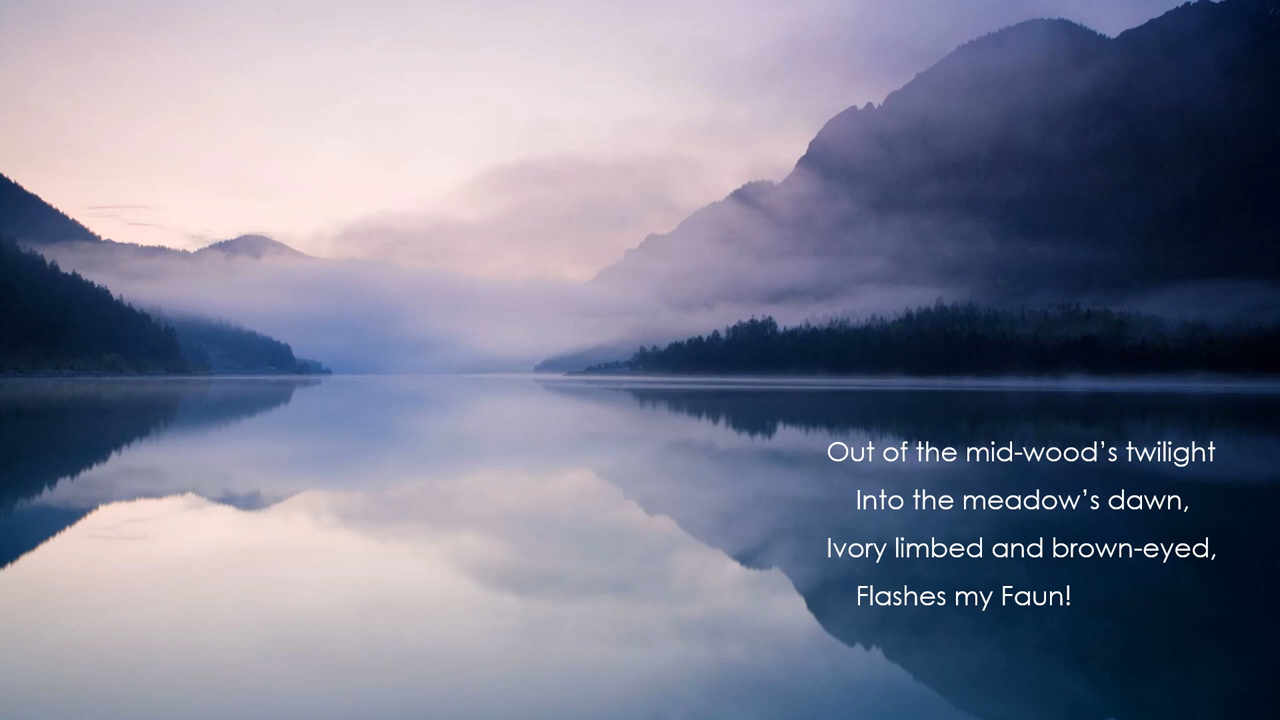 Out of the mid-wood’s twilight
Into the meadow’s dawn,
Ivory limbed and brown-eyed,
Flashes my Faun!